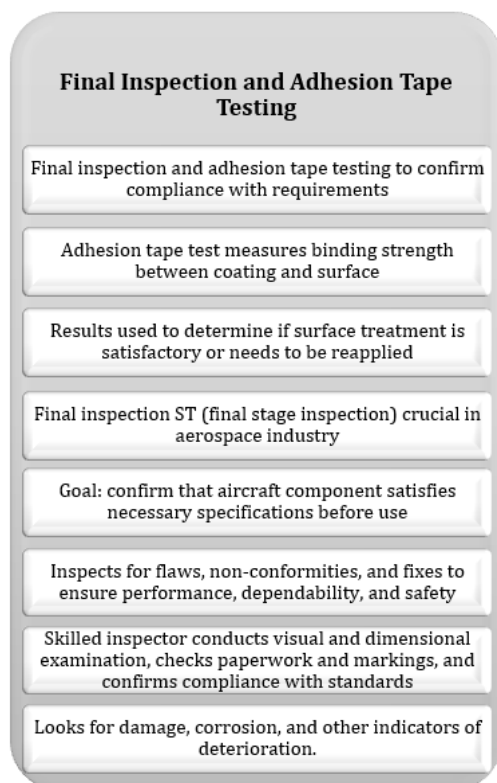 Final Inspection and Adhesion Tape
Testing
Final inspection and adhesion tape testing to confirm
compliance with requirements
Adhesion tape test measures binding strength
between coating and surface
Results used to determine if surface treatment is
satisfactory or needs to be reapplied
Final inspection ST (final stage inspection) crucial in
aerospace industry
Goal: confirm that aircraft component satisfies
necessary specifications before use
Inspects for flaws, non-conformities, and fixes to
ensure performance, dependability, and safety
Skilled inspector conducts visual and dimensional
examination, checks paperwork and markings, and
confirms compliance with standards
Looks for damage, corrosion, and other indicators of
deterioration.